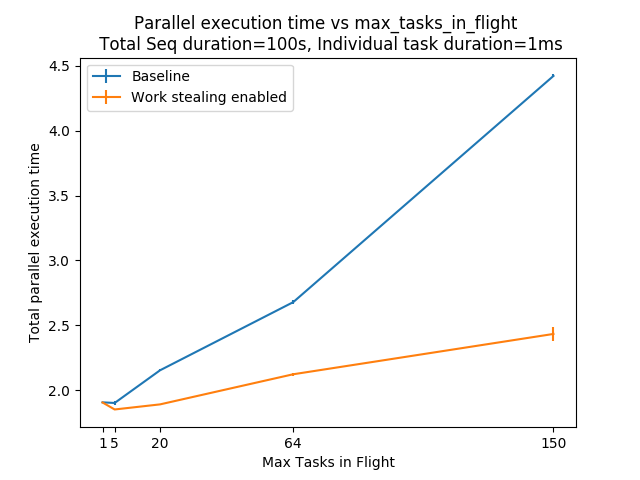 Parallel execution time vs max_tasks_in_flight
Total Seq duration=100s, Individual task duration=1ms
Baseline
Work stealing enabled
4.5
4.0
3.5
3.0
2.5
2.0
Total parallel execution time
1 5 20 64 150
Max Tasks in Flight